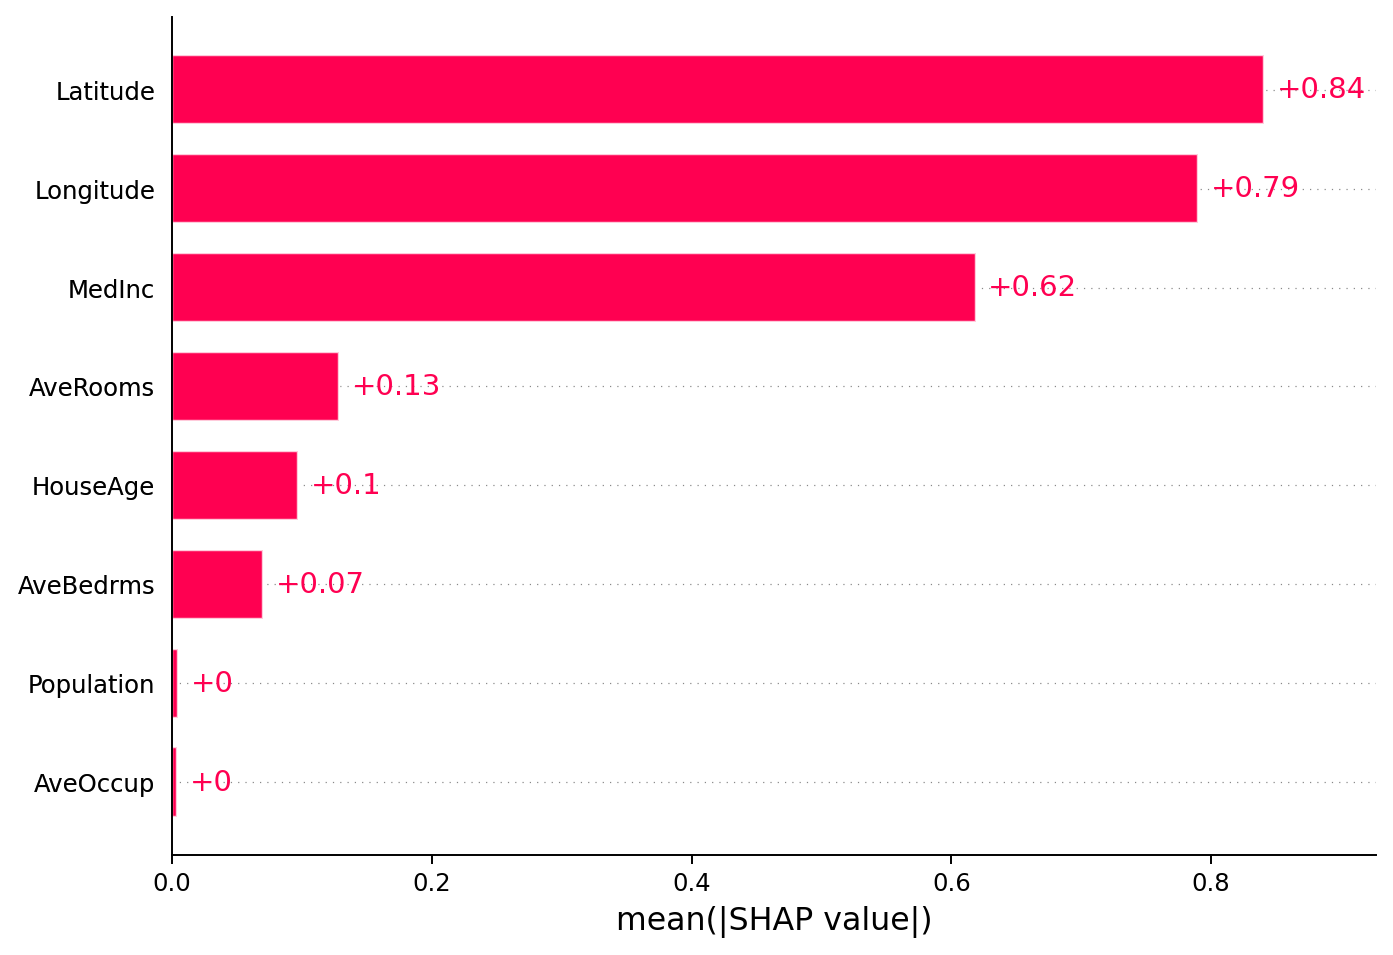 Latitude +0.84
Longitude +0.79
MedInc +0.62
AveRooms +0.13
HouseAge +0.1
AveBedrms +0.07
Population +0
AveOccup +0
0.0 0.2 0.4 0.6 0.8
mean(|SHAP value|)